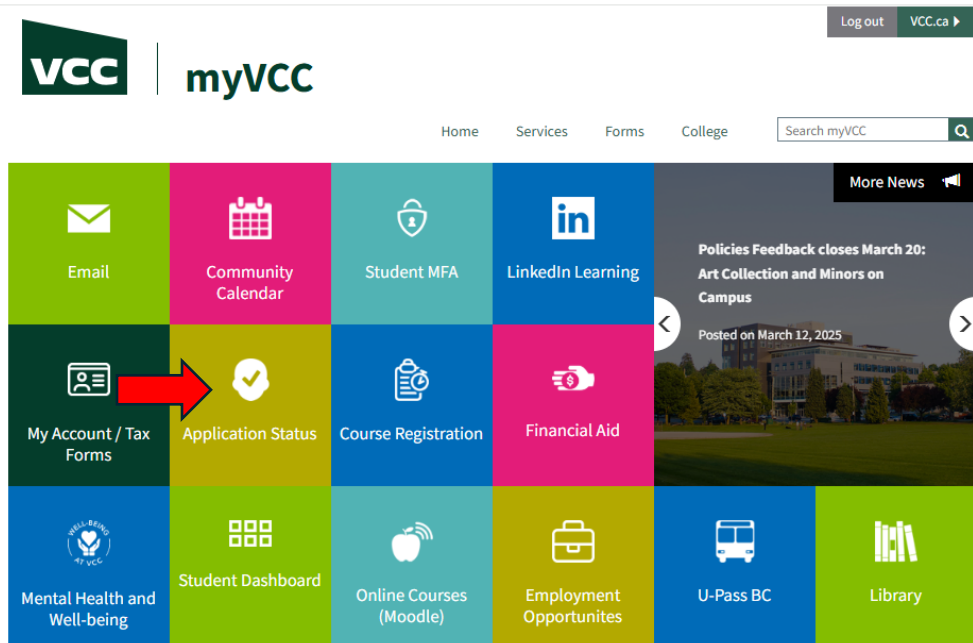 Log out
VCC.ca
vcc
myVCC
Home
Services
Forms
College
Search myVCC
Email
Community
Calendar
Student MFA
LinkedIn Learning
More News
Policies Feedback closes March 20:
Art Collection and Minors on
Campus
Posted on March 12, 2025
My Account / Tax
Forms
Application Status
Course Registration
Financial Aid
WELL-BEING
AT VCC
Mental Health and
Well-being
Student Dashboard
Online Courses
(Moodle)
Employment
Opportunites
U-Pass BC
Library